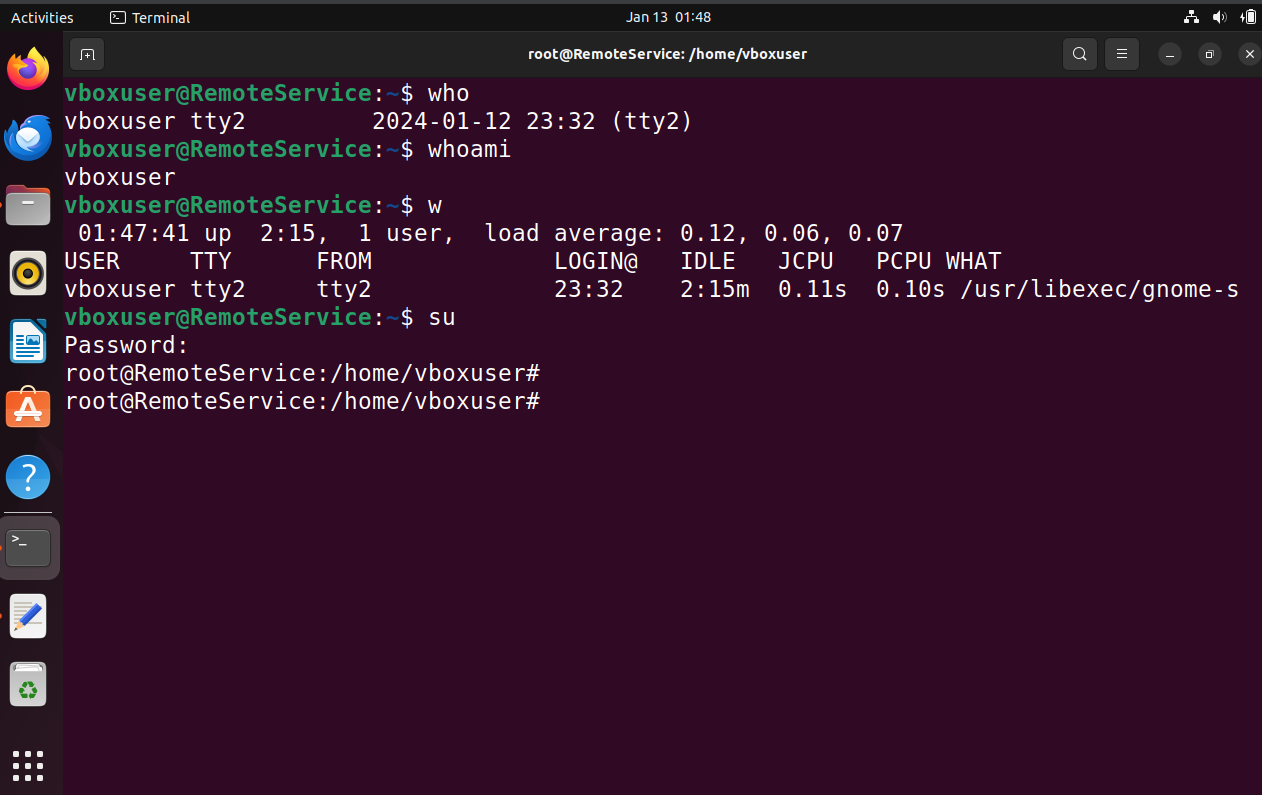 Activities Terminal Jan 13 01:48
root@RemoteService: /home/vboxuser
vboxuser@RemoteService:~$ who
vboxuser tty2         2024-01-12 23:32 (tty2)
vboxuser@RemoteService:~$ whoami
vboxuser
vboxuser@RemoteService:~$ w
 01:47:41 up  2:15,  1 user,  load average: 0.12, 0.06, 0.07
USER     TTY      FROM             LOGIN@   IDLE   JCPU   PCPU WHAT
vboxuser tty2     tty2             23:32    2:15m  0.11s  0.10s /usr/libexec/gnome-s
vboxuser@RemoteService:~$ su
Password:
root@RemoteService:/home/vboxuser#
root@RemoteService:/home/vboxuser#